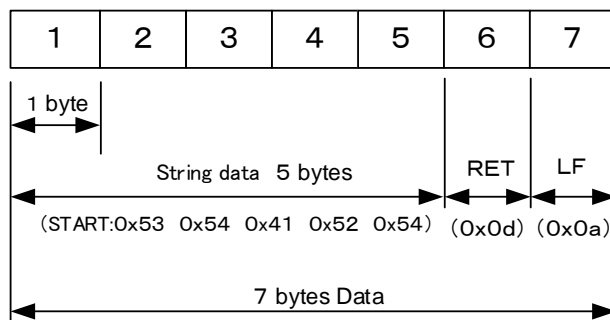 1 2 3 4 5 6 7
1 byte
String data 5 bytes RET LF
(START:0x53 0x54 0x41 0x52 0x54) (0x0d) (0x0a)
7 bytes Data